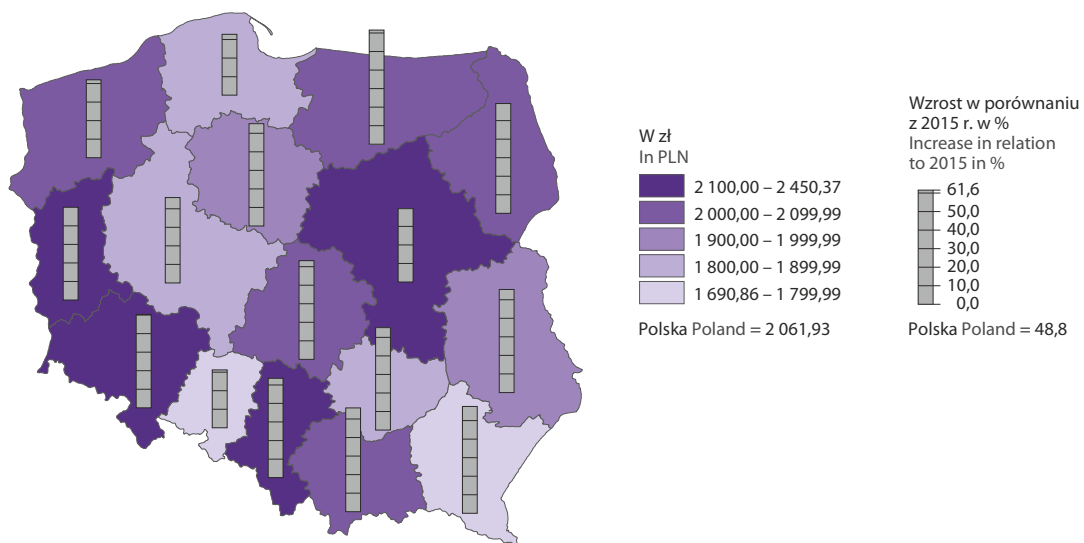 W zł
In PLN
2 100,00 – 2 450,37
2 000,00 – 2 099,99
1 900,00 – 1 999,99
1 800,00 – 1 899,99
1 690,86 – 1 799,99
Polska Poland = 2 061,93
Wzrost w porównaniu
z 2015 r. w %
Increase in relation
to 2015 in %
61,6
50,0
40,0
30,0
20,0
10,0
0,0
Polska Poland = 48,8